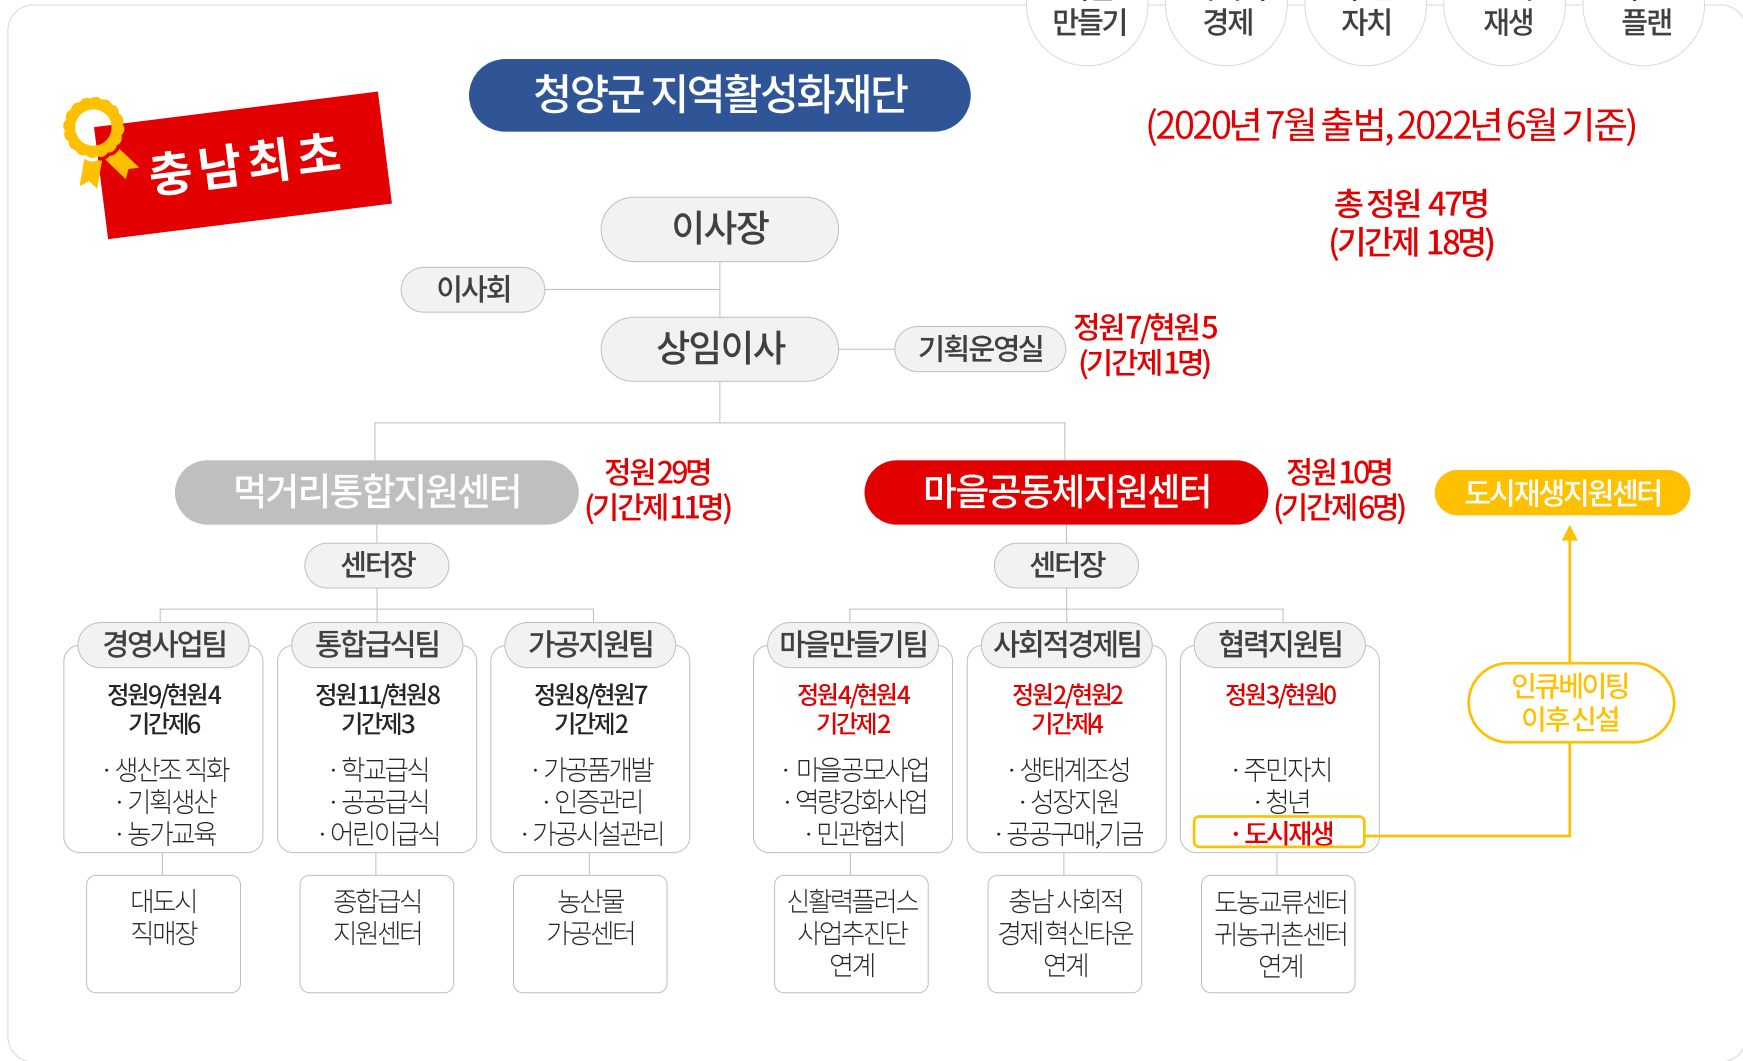 만들기
경제
자치
재생
플랜
청양군 지역활성화재단
(2020년 7월 출범, 2022년 6월 기준)
충남최초
총 정원 47명
(기간제 18명)
이사장
이사회
상임이사
기획운영실
정원7/현원5
(기간제1명)
먹거리통합지원센터
정원29명
(기간제11명)
마을공동체지원센터
정원10명
(기간제6명)
도시재생지원센터
센터장
센터장
경영사업팀
정원9/현원4
기간제6
· 생산조 직화
· 기획생산
· 농가교육
대도시
직매장
통합급식팀
정원11/현원8
기간제3
· 학교급식
· 공공급식
· 어린이급식
종합급식
지원센터
가공지원팀
정원8/현원7
기간제2
· 가공품개발
· 인증관리
· 가공시설관리
농산물
가공센터
마을만들기팀
정원4/현원4
기간제2
· 마을공모사업
· 역량강화사업
· 민관협치
신활력플러스
사업추진단
연계
사회적경제팀
정원2/현원2
기간제4
· 생태계조성
· 성장지원
· 공공구매,기금
충남 사회적
경제 혁신타운
연계
협력지원팀
정원3/현원0
· 주민자치
· 청년
· 도시재생
도농교류센터
귀농귀촌센터
연계
인큐베이팅
이후 신설